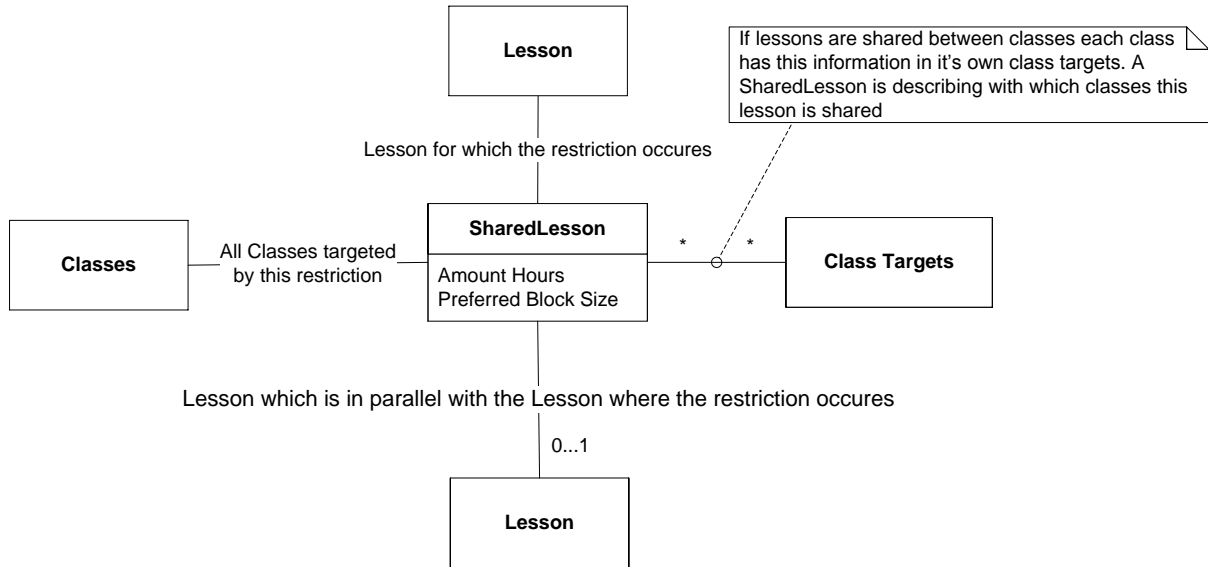 Lesson
If lessons are shared between classes each class
has this information in it's own class targets. A
SharedLesson is describing with which classes this
lesson is shared
Lesson for which the restriction occures
Classes
All Classes targeted
by this restriction
SharedLesson
Amount Hours
Preferred Block Size
*
*
Class Targets
Lesson which is in parallel with the Lesson where the restriction occures
0...1
Lesson